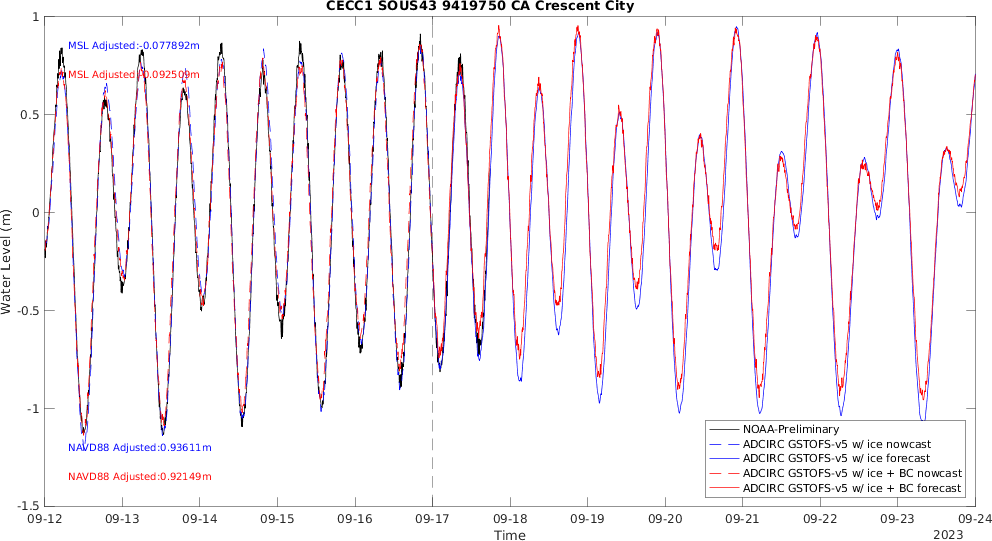 CECC1 SOUS43 9419750 CA Crescent City
1
0.5
0
-0.5
-1
-1.5
Water Level (m)
MSL Adjusted:-0.077892m
MSL Adjusted:-0.092509m
NAVD88 Adjusted:0.93611m
NAVD88 Adjusted:0.92149m
NOAA-Preliminary
ADCIRC GSTOFS-v5 w/ ice nowcast
ADCIRC GSTOFS-v5 w/ ice forecast
ADCIRC GSTOFS-v5 w/ ice + BC nowcast
ADCIRC GSTOFS-v5 w/ ice + BC forecast
09-12 09-13 09-14 09-15 09-16 09-17 09-18 09-19 09-20 09-21 09-22 09-23 09-24
Time
2023